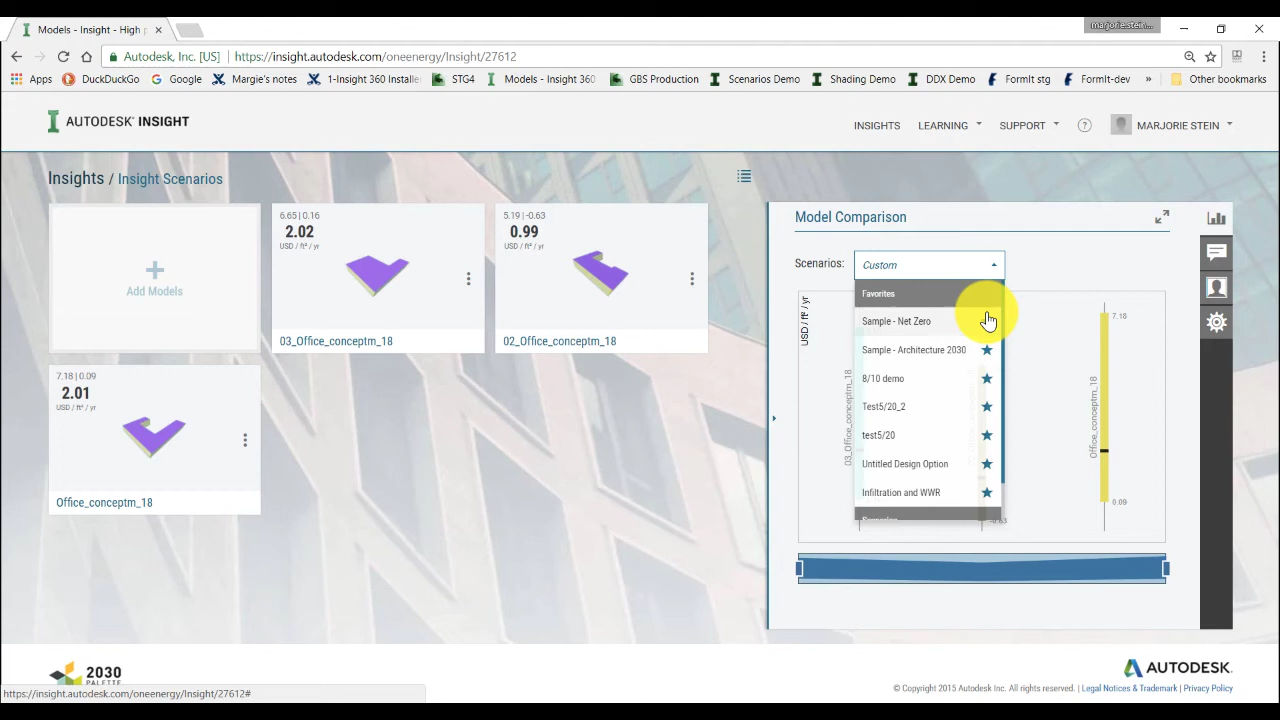 Models - Insight - High p
marjorie.stein...
Autodesk, Inc. [US]
https://insight.autodesk.com/oneenergy/Insight/27612
Apps
DuckDuckGo
Google
Margie's notes
1-Insight 360 Installer
STG4
Models - Insight 360
GBS Production
Scenarios Demo
Shading Demo
DDX Demo
FormIt stg
FormIt-dev
»
Other bookmarks
AUTODESK® INSIGHT
INSIGHTS
LEARNING
SUPPORT
?
MARJORIE STEIN
Insights / Insight Scenarios
Add Models
6.65 | 0.16
2.02
USD / ft² / yr
03_Office_conceptm_18
5.19 | -0.63
0.99
USD / ft² / yr
02_Office_conceptm_18
7.18 | 0.09
2.01
USD / ft² / yr
Office_conceptm_18
Model Comparison
Scenarios:
Custom
Favorites
Sample - Net Zero
Sample - Architecture 2030
8/10 demo
Test5/20_2
test5/20
Untitled Design Option
Infiltration and WWR
Scenarios
USD / ft² / yr
03_Office_conceptm_18
-0.63
7.18
Office_conceptm_18
0.09
2030
PALETTE
AUTODESK.
© Copyright 2015 Autodesk Inc. All rights reserved. | Legal Notices & Trademark | Privacy Policy
https://insight.autodesk.com/oneenergy/Insight/27612#